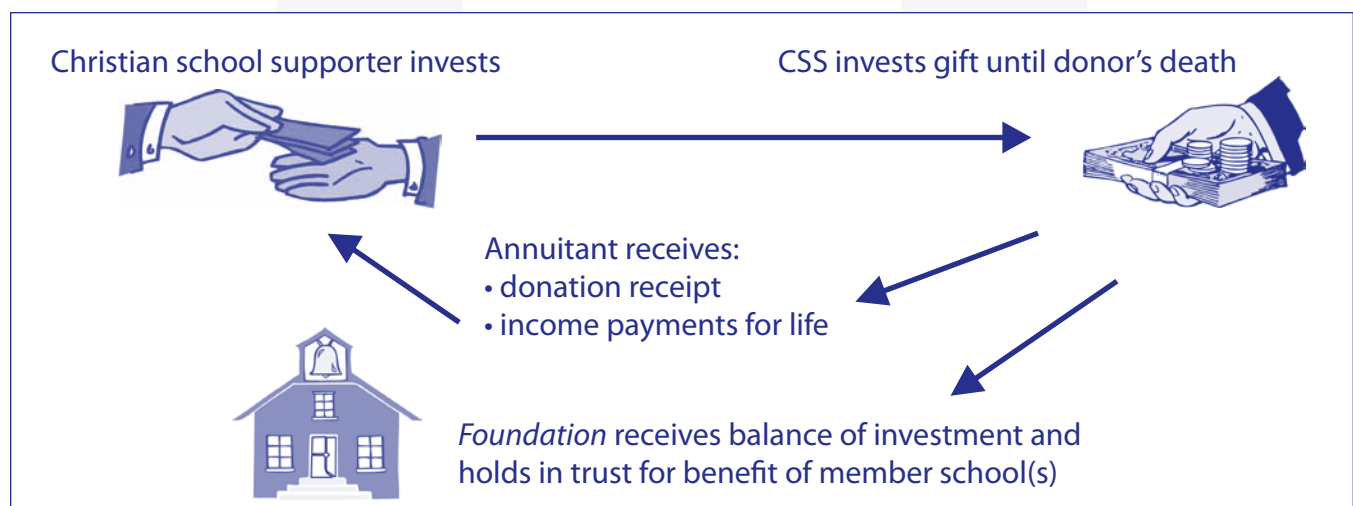 Christian school supporter invests
CSS invests gift until donor’s death
Annuitant receives:
• donation receipt
• income payments for life
Foundation receives balance of investment and
holds in trust for benefit of member school(s)